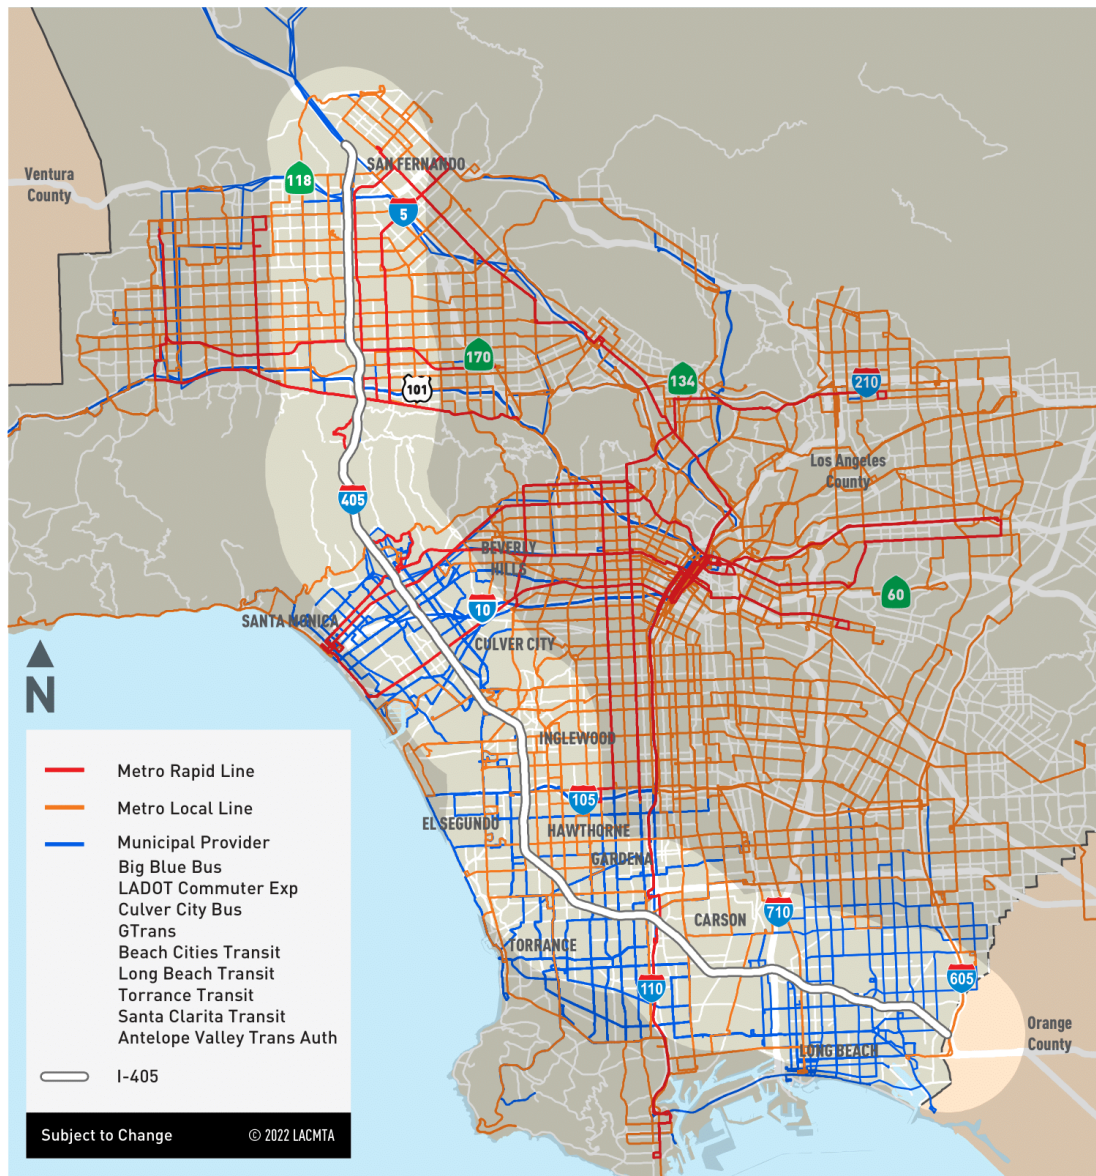 SAN FERNANDO
Ventura
County
118
5
170
134
101
210
Los Angeles
County
405
BEVERLY
HILLS
60
10
SANTA MONICA
CULVER CITY
N
INGLEWOOD
105
EL SEGUNDO
HAWTHORNE
GARDENA
710
CARSON
TORRANCE
605
110
Orange
County
LONG BEACH
Metro Rapid Line
Metro Local Line
Municipal Provider
Big Blue Bus
LADOT Commuter Exp
Culver City Bus
GTrans
Beach Cities Transit
Long Beach Transit
Torrance Transit
Santa Clarita Transit
Antelope Valley Trans Auth
I-405
Subject to Change © 2022 LACMTA